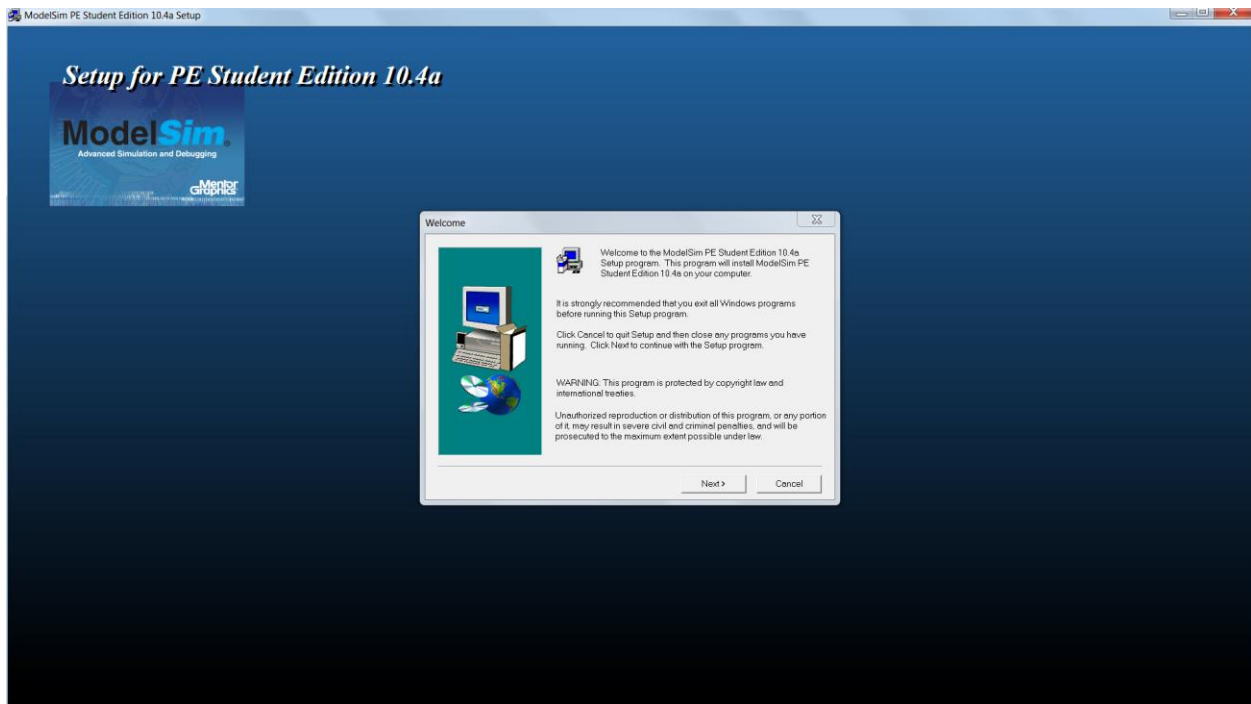 ModelSim PE Student Edition 10.4a Setup
Setup for PE Student Edition 10.4a
ModelSim®
Advanced Simulation and Debugging
Mentor
Graphics
Welcome
Welcome to the ModelSim PE Student Edition 10.4a
Setup program. This program will install ModelSim PE
Student Edition 10.4a on your computer.
It is strongly recommended that you exit all Windows programs
before running this Setup program.
Click Cancel to quit Setup and then close any programs you have
running. Click Next to continue with the Setup program.
WARNING: This program is protected by copyright law and
international treaties.
Unauthorized reproduction or distribution of this program, or any portion
of it, may result in severe civil and criminal penalties, and will be
prosecuted to the maximum extent possible under law.
Next > Cancel